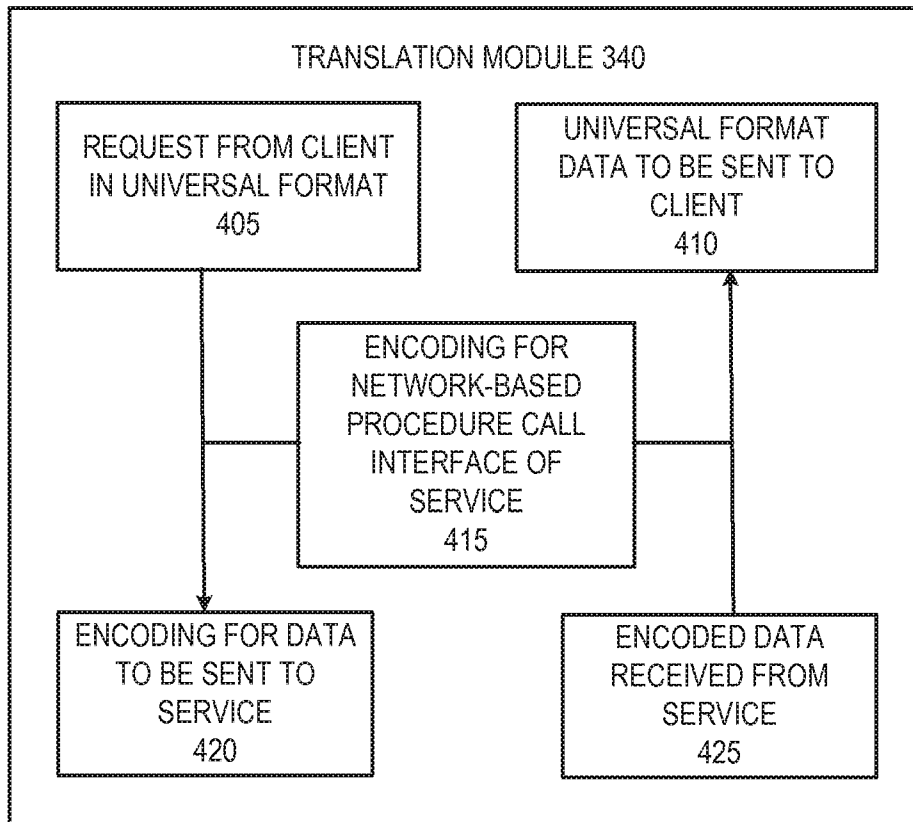 TRANSLATION MODULE 340
REQUEST FROM CLIENT
IN UNIVERSAL FORMAT
405
UNIVERSAL FORMAT
DATA TO BE SENT TO
CLIENT
410
ENCODING FOR
NETWORK-BASED
PROCEDURE CALL
INTERFACE OF
SERVICE
415
ENCODING FOR DATA
TO BE SENT TO
SERVICE
420
ENCODED DATA
RECEIVED FROM
SERVICE
425